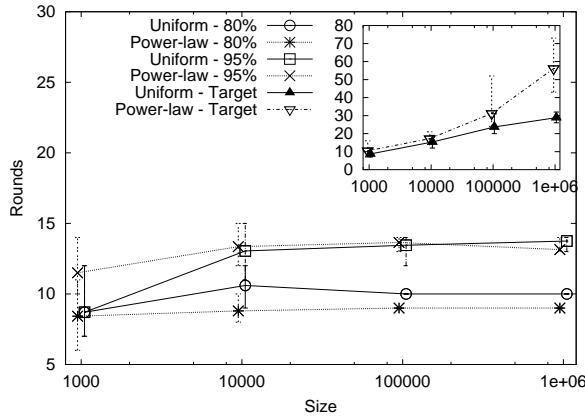 30
25
20
15
10
5
Rounds
1000 10000 100000 1e+06
Size
Uniform - 80%
Power-law - 80%
Uniform - 95%
Power-law - 95%
Uniform - Target
Power-law - Target
80
70
60
50
40
30
20
10
0
1000 10000 100000 1e+06